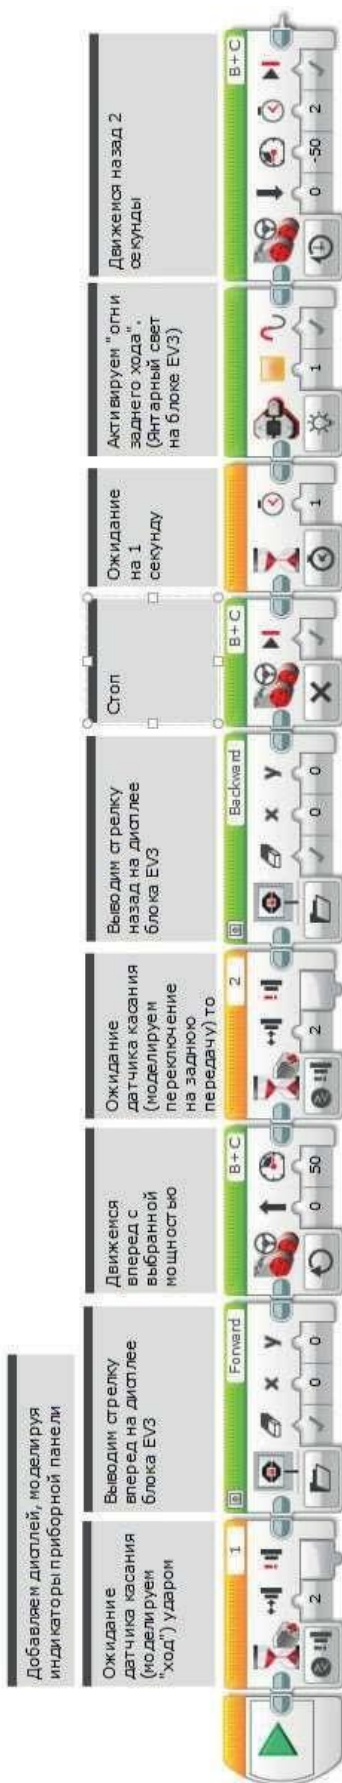 Добавляем дисплей, моделируя
индикаторы приборной панели
Ожидание
датчика касания
(моделируем
"ход") ударом
Выводим стрелку
вперед на дисплее
блока EV3
Движемся
вперед с
выбранной
мощностью
Ожидание
датчика касания
(моделируем
переключение
на заднюю
передачу) то
Выводим стрелку
назад на дисплее
блока EV3
Стоп
Ожидание
на 1
секунду
Активируем "огни
заднего хода".
(Янтарный свет
на блоке EV3)
Движемся назад 2
секунды
1
2
Forward
0 0
B+C
0 50
2
2
Backward
0 0
B+C
1
1
B+C
0 -50 2